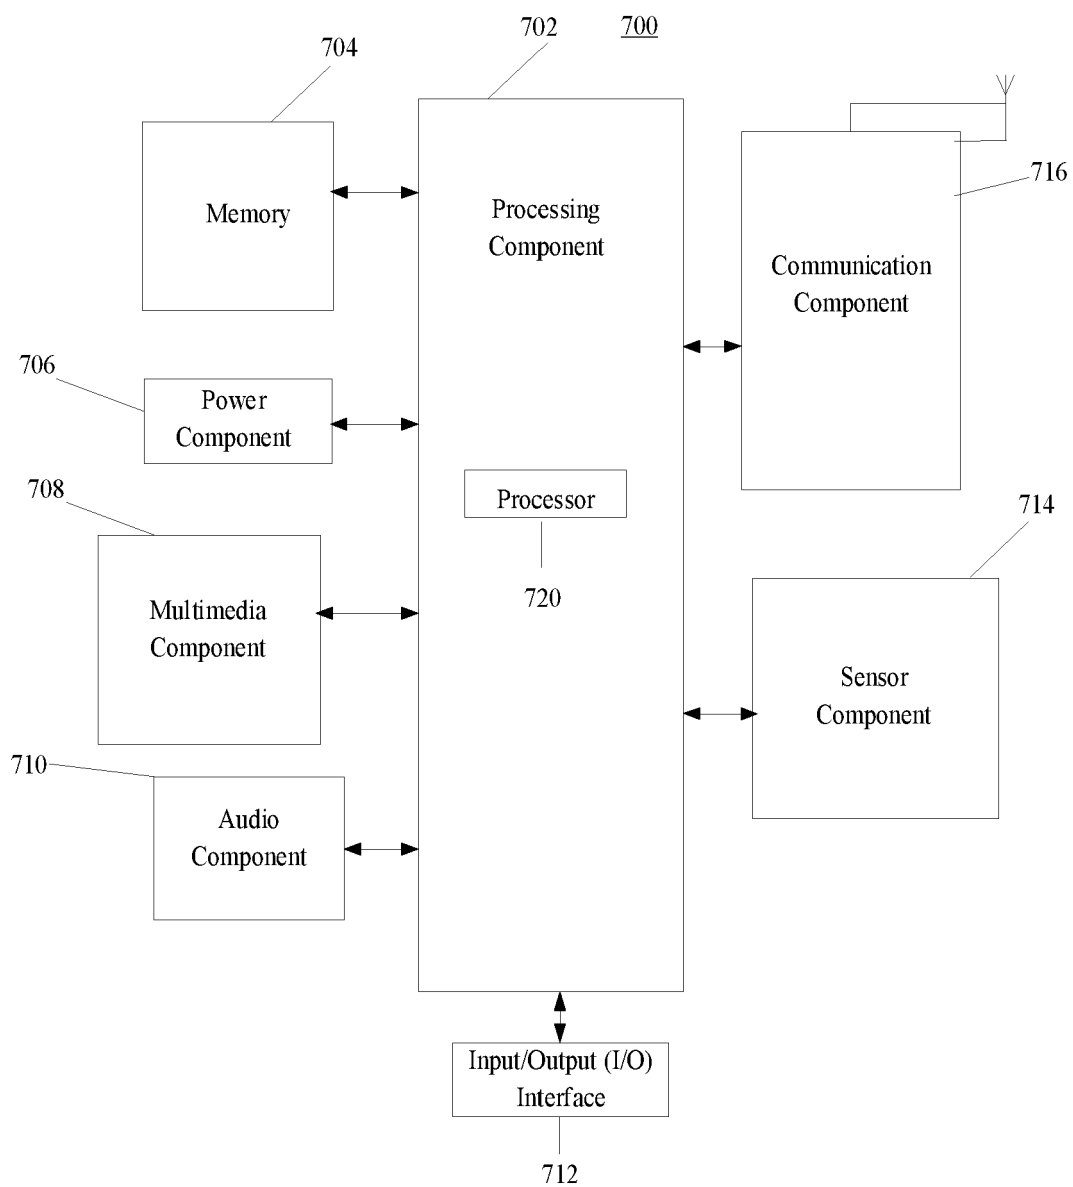 702
700
704
716
Memory
Processing
Component
Communication
Component
706
Power
Component
708
Processor
714
720
Multimedia
Component
Sensor
Component
710
Audio
Component
Input/Output (I/O)
Interface
712